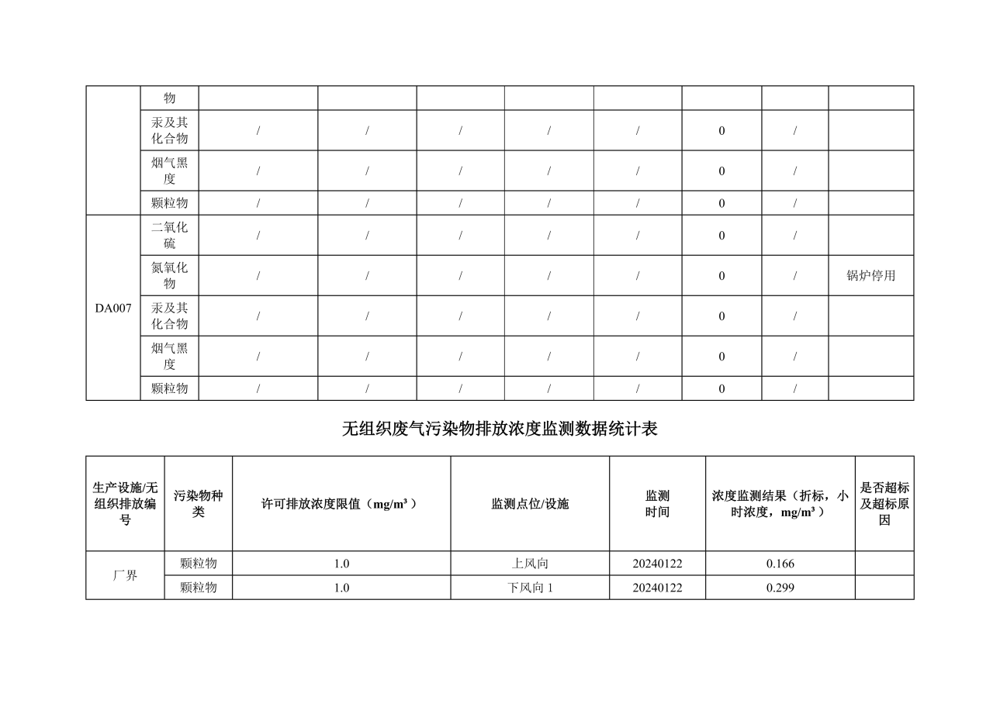 物
汞及其
化合物
/ / / / / 0 /
烟气黑
度
/ / / / / 0 /
颗粒物 / / / / / 0 /
DA007
二氧化
硫
/ / / / / 0 /
氮氧化
物
/ / / / / 0 / 锅炉停用
汞及其
化合物
/ / / / / 0 /
烟气黑
度
/ / / / / 0 /
颗粒物 / / / / / 0 /
无组织废气污染物排放浓度监测数据统计表
生产设施/无
组织排放编
号
污染物种
类
许可排放浓度限值（mg/m³ ）
监测点位/设施
监测
时间
浓度监测结果（折标，小
时浓度，mg/m³ ）
是否超标
及超标原
因
厂界
颗粒物 1.0 上风向 20240122 0.166
颗粒物 1.0 下风向 1 20240122 0.299